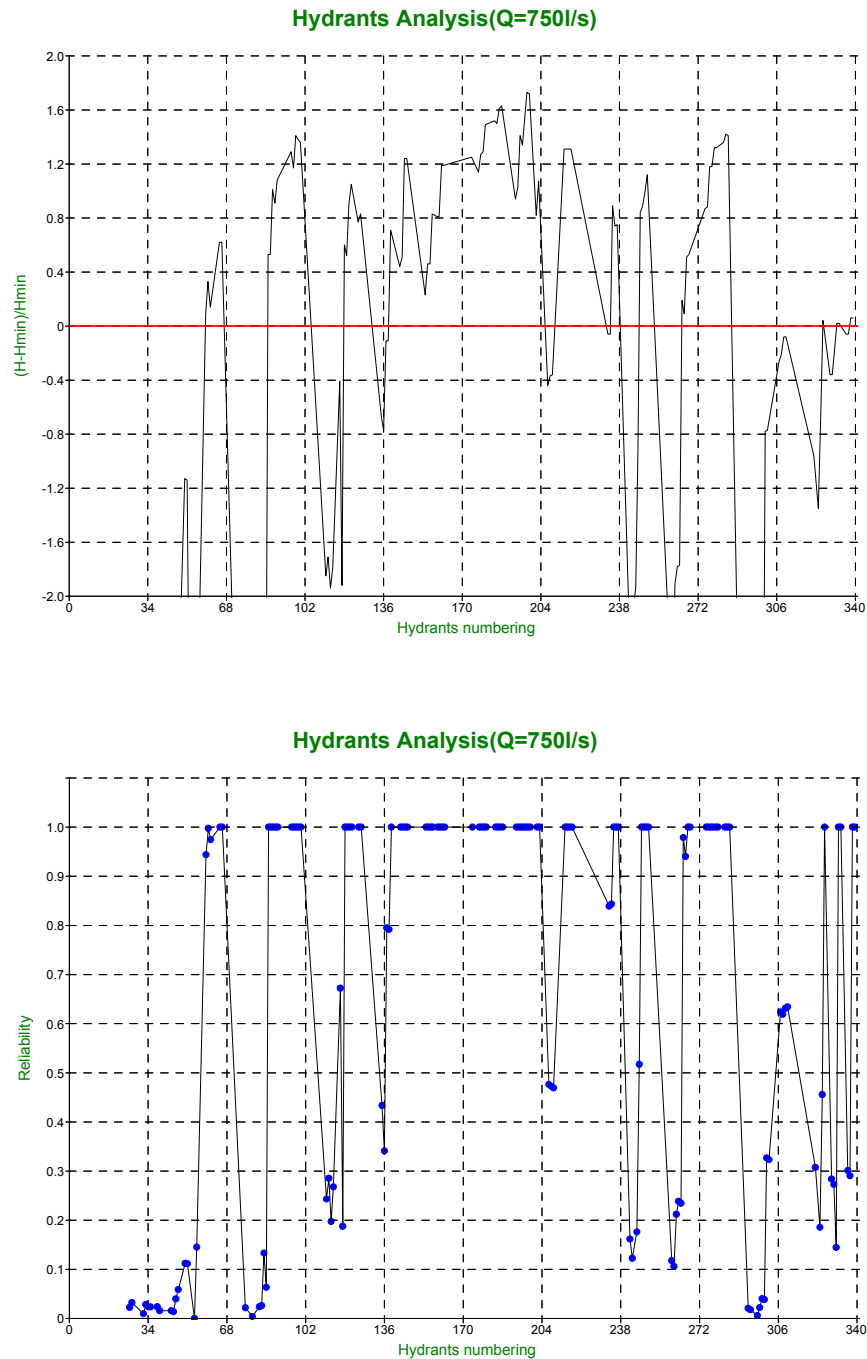 Hydrants Analysis(Q=750l/s)
2.0
1.6
1.2
0.8
0.4
0
-0.4
-0.8
-1.2
-1.6
-2.0
(H-Hmin)/Hmin
0 34 68 102 136 170 204 238 272 306 340
Hydrants numbering
Hydrants Analysis(Q=750l/s)
1.0
0.9
0.8
0.7
0.6
0.5
0.4
0.3
0.2
0.1
0
Reliability
0 34 68 102 136 170 204 238 272 306 340
Hydrants numbering